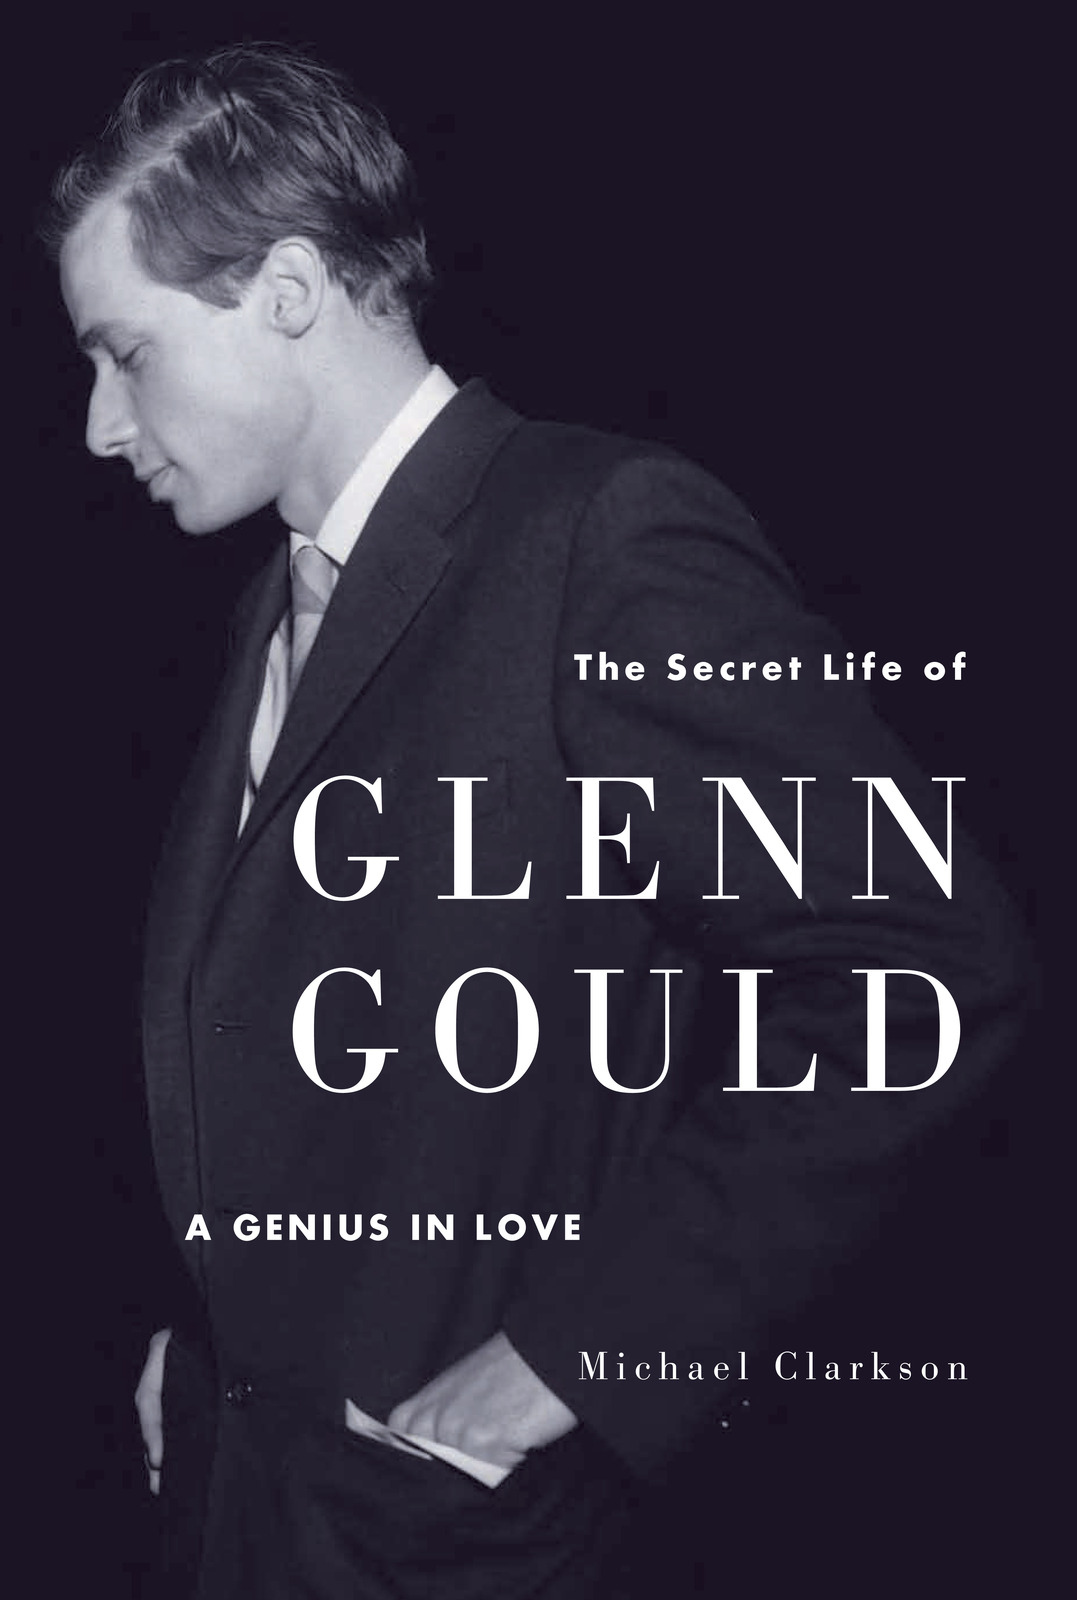 The Secret Life of
GLENN
GOULD
A GENIUS IN LOVE
Michael Clarkson